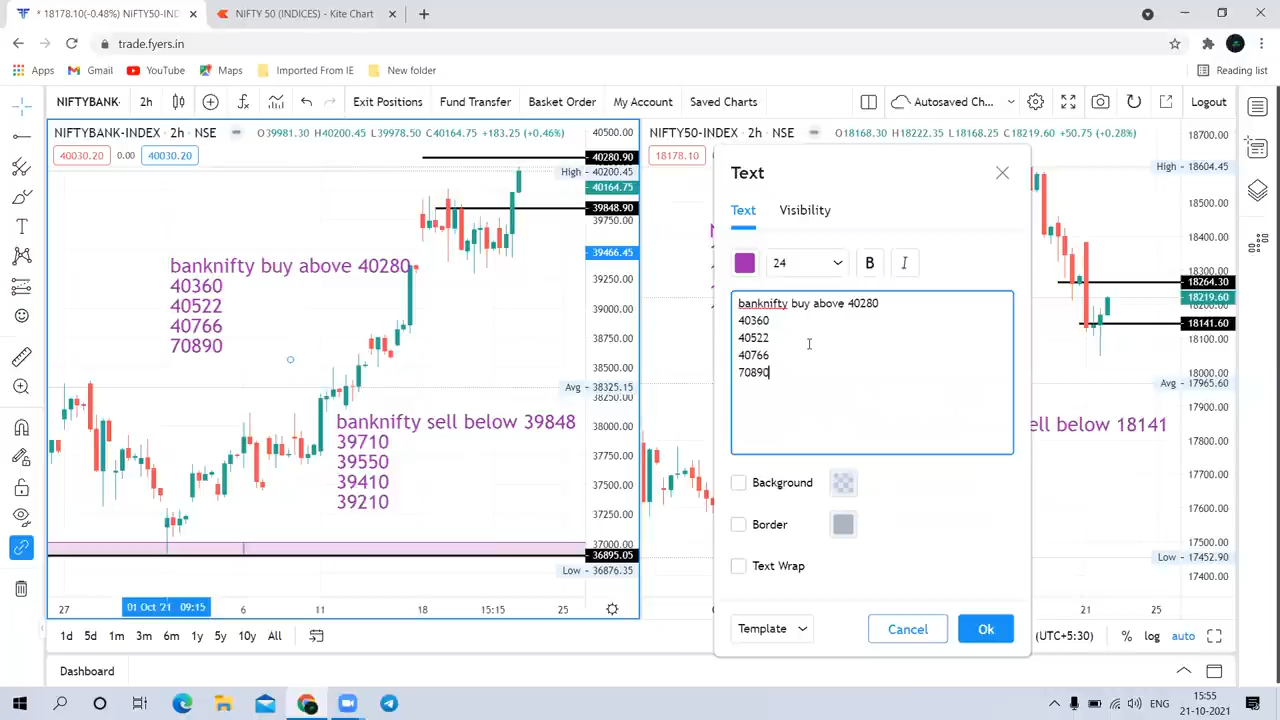 * 18178.10(-0.48%) NIFTY50-IN
NIFTY 50 (INDICES) - Kite Chart
trade.fyers.in
Apps
Gmail
YouTube
Maps
Imported From IE
New folder
Reading list
NIFTYBANK-
2h
Exit Positions
Fund Transfer
Basket Order
My Account
Saved Charts
Autosaved Ch...
Logout
NIFTYBANK-INDEX • 2h • NSE
O39981.30 H40200.45 L39978.50 C40164.75 +183.25 (+0.46%)
40030.20
0.00
40030.20
NIFTY50-INDEX • 2h • NSE
O18168.30 H18222.35 L18168.25 C18219.60 +50.75 (+0.28%)
18178.10
banknifty buy above 40280
40360
40522
40766
70890
banknifty sell below 39848
39710
39550
39410
39210
40500.00
40280.90
High - 40200.45
40164.75
39848.90
39750.00
39466.45
39250.00
39000.00
38750.00
38500.00
Avg - 38325.15
38250.00
38000.00
37750.00
37500.00
37250.00
37000.00
36895.05
Low - 36876.35
27
01 Oct '21 09:15
6
11
18
15:15
25
Text
Text
Visibility
24
B
I
banknifty buy above 40280
40360
40522
40766
70890
Background
Border
Text Wrap
Template
Cancel
Ok
sell below 18141
18700.00
High - 18604.45
18500.00
18400.00
18300.00
18264.30
18219.60
18141.60
18100.00
18000.00
Avg - 17965.60
17900.00
17800.00
17700.00
17600.00
17500.00
Low - 17452.90
17400.00
21
25
1d
5d
1m
3m
6m
1y
5y
10y
All
(UTC+5:30)
%
log
auto
Dashboard
ENG
15:55
21-10-2021